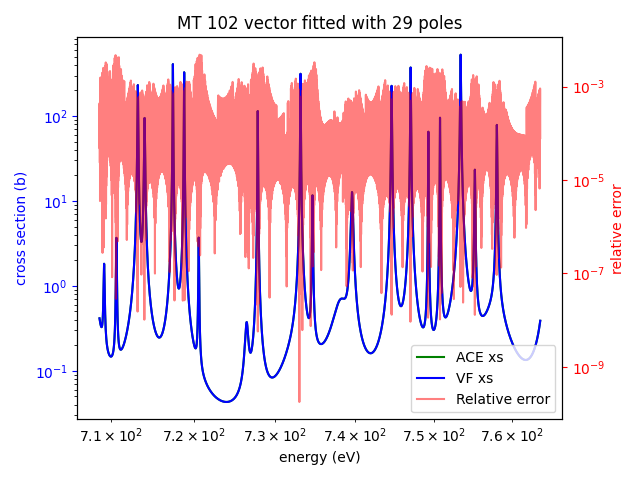 MT 102 vector fitted with 29 poles
cross section (b)
10²
10¹
10⁰
10⁻¹
10⁻³
10⁻⁵
10⁻⁷
10⁻⁹
relative error
ACE xs
VF xs
Relative error
7.1 × 10² 7.2 × 10² 7.3 × 10² 7.4 × 10² 7.5 × 10² 7.6 × 10²
energy (eV)